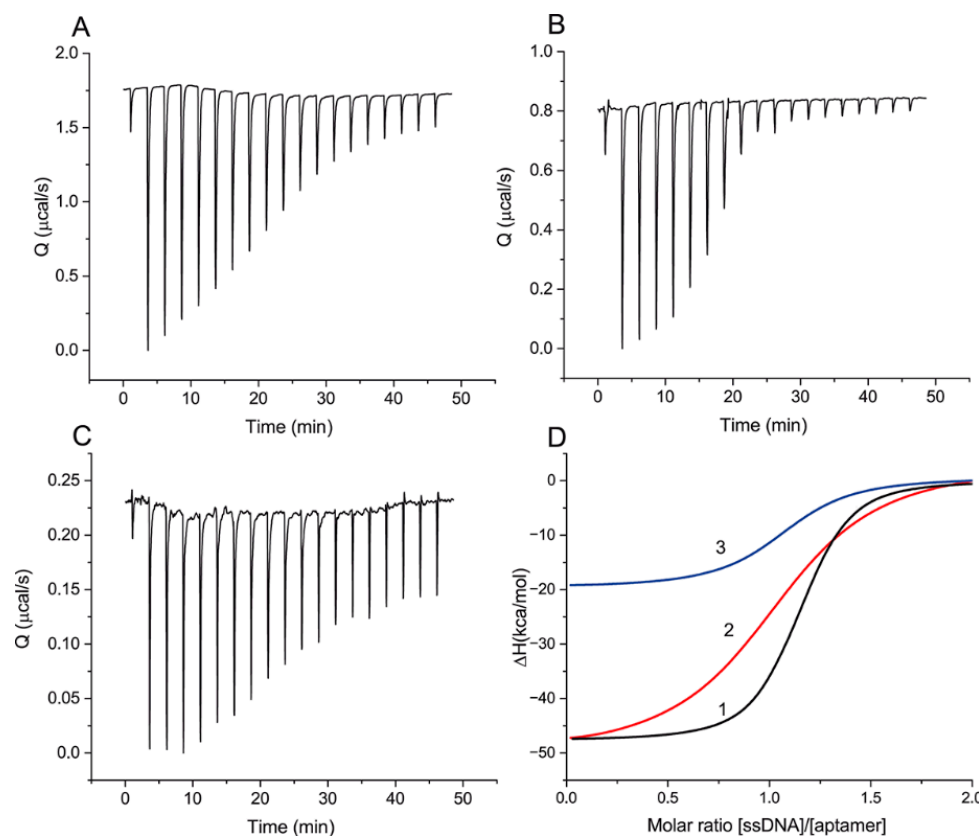 A
2.0
1.5
1.0
0.5
0.0
Q (μcal/s)
0 10 20 30 40 50
Time (min)
B
1.0
0.8
0.6
0.4
0.2
0.0
Q (μcal/s)
0 10 20 30 40 50
Time (min)
C
0.25
0.20
0.15
0.10
0.05
0.00
Q (μcal/s)
0 10 20 30 40 50
Time (min)
D
0
-10
-20
-30
-40
-50
ΔH(kca/mol)
3
2
1
0.0 0.5 1.0 1.5 2.0
Molar ratio [ssDNA]/[aptamer]